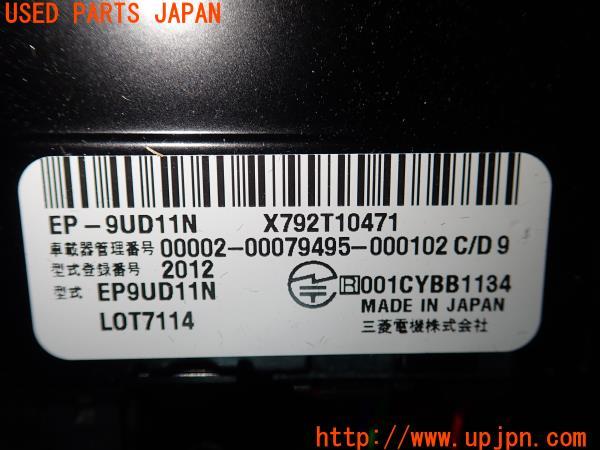 USED PARTS JAPAN
EP-9UD11N X792T10471
車載器管理番号 00002-00079495-000102 C/D 9
型式登録番号 2012
型式 EP9UD11N R 001CYBB1134
LOT7114 MADE IN JAPAN
三菱電機株式会社
http://www.upjpn.com